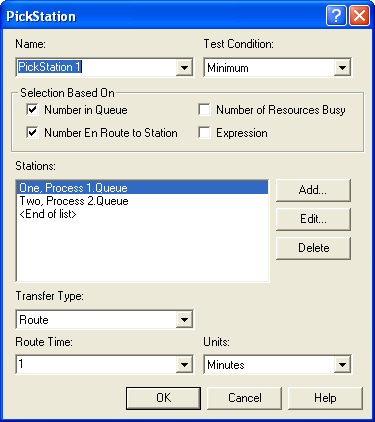 PickStation
Name: Test Condition:
PickStation 1 Minimum
Selection Based On
Number in Queue Number of Resources Busy
Number En Route to Station Expression
Stations:
One, Process 1.Queue Add...
Two, Process 2.Queue Edit...
<End of list>
Delete
Transfer Type:
Route
Route Time: Units:
1 Minutes
OK Cancel Help